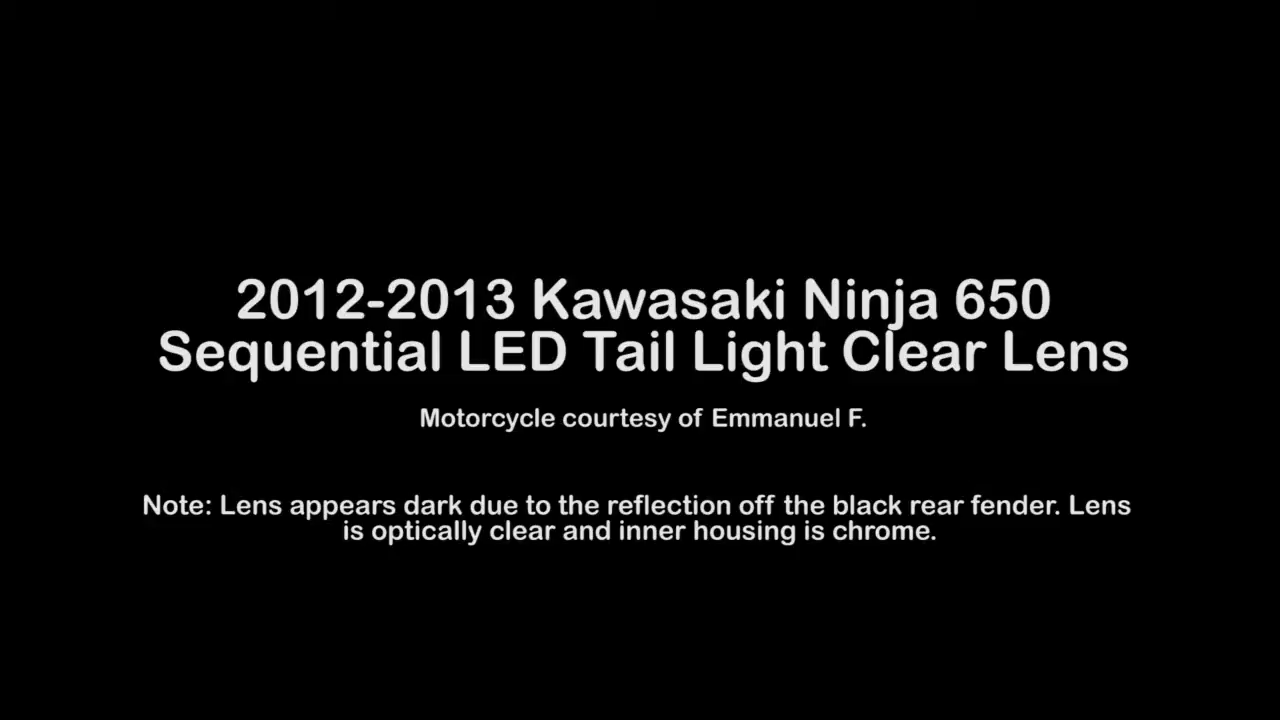 2012-2013 Kawasaki Ninja 650
Sequential LED Tail Light Clear Lens
Motorcycle courtesy of Emmanuel F.
Note: Lens appears dark due to the reflection off the black rear fender. Lens
is optically clear and inner housing is chrome.